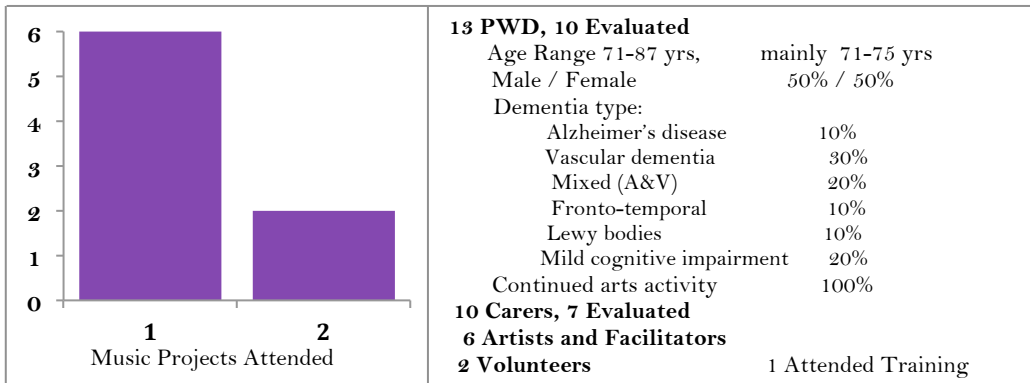 6
5
4
3
2
1
0
1 2
Music Projects Attended
13 PWD, 10 Evaluated
Age Range 71-87 yrs, mainly 71-75 yrs
Male / Female 50% / 50%
Dementia type:
Alzheimer's disease 10%
Vascular dementia 30%
Mixed (A&V) 20%
Fronto-temporal 10%
Lewy bodies 10%
Mild cognitive impairment 20%
Continued arts activity 100%
10 Carers, 7 Evaluated
6 Artists and Facilitators
2 Volunteers 1 Attended Training